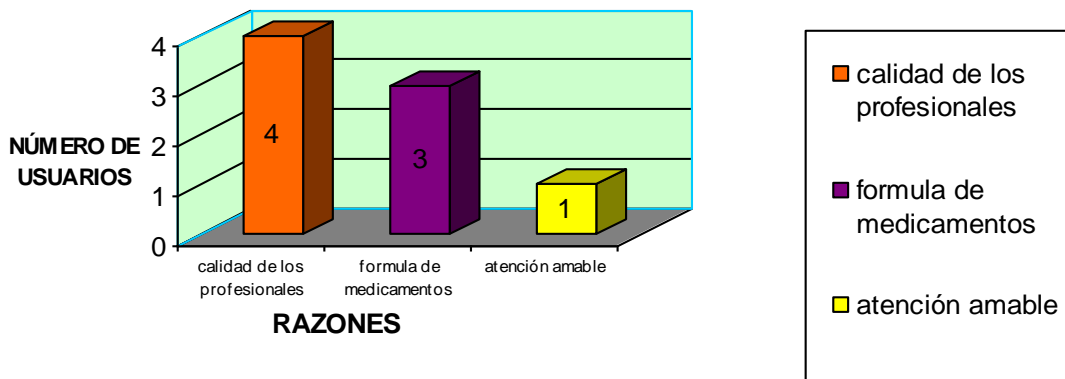 4
3
2
1
0
NÚMERO DE
USUARIOS
4
3
1
calidad de los
profesionales
formula de
medicamentos
atención amable
RAZONES
calidad de los
profesionales
formula de
medicamentos
atención amable